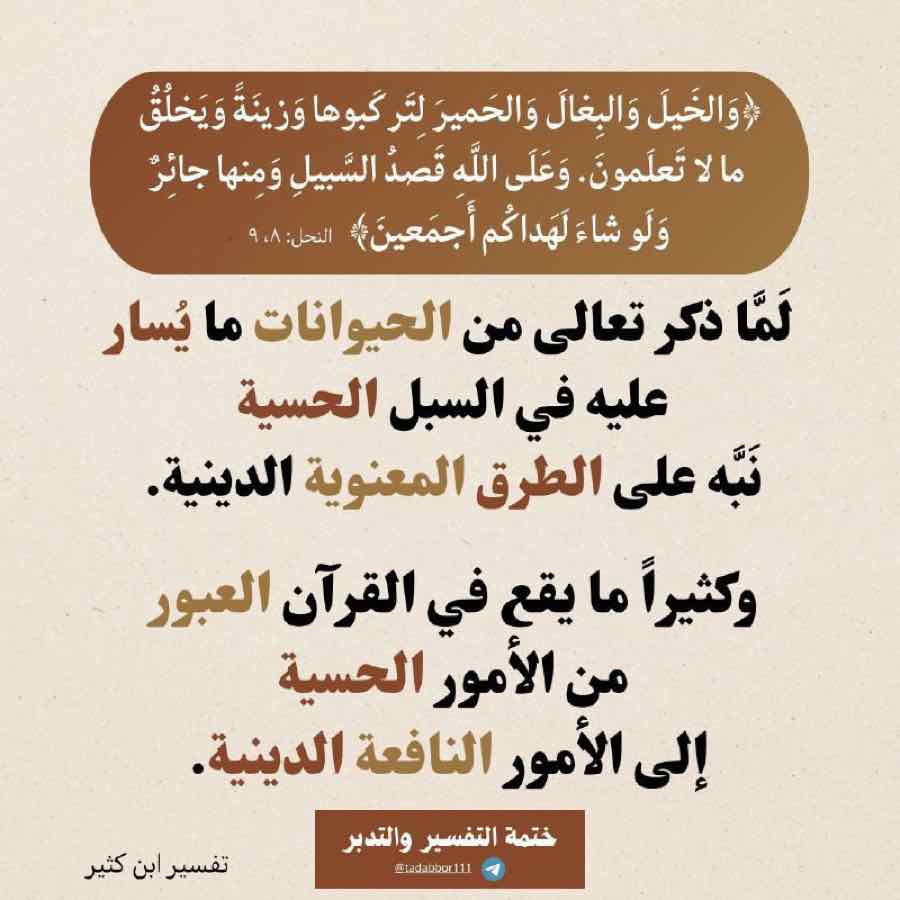 ﴿وَالخَيلَ وَالبِغالَ وَالحَميرَ لِتَركَبوها وَزينَةً وَيَخلُقُ
ما لا تَعلَمونَ. وَعَلَى اللَّهِ قَصدُ السَّبيلِ وَمِنها جائِرٌ
وَلَو شاءَ لَهَداكُم أَجمَعينَ﴾ النحل: ٨، ٩
لَمَّا ذكر تعالى من الحيوانات ما يُسار
عليه في السبل الحسية
نَبَّه على الطرق المعنوية الدينية.
وكثيراً ما يقع في القرآن العبور
من الأمور الحسية
إلى الأمور النافعة الدينية.
ختمة التفسير والتدبر
@tadabbor111
تفسير ابن كثير